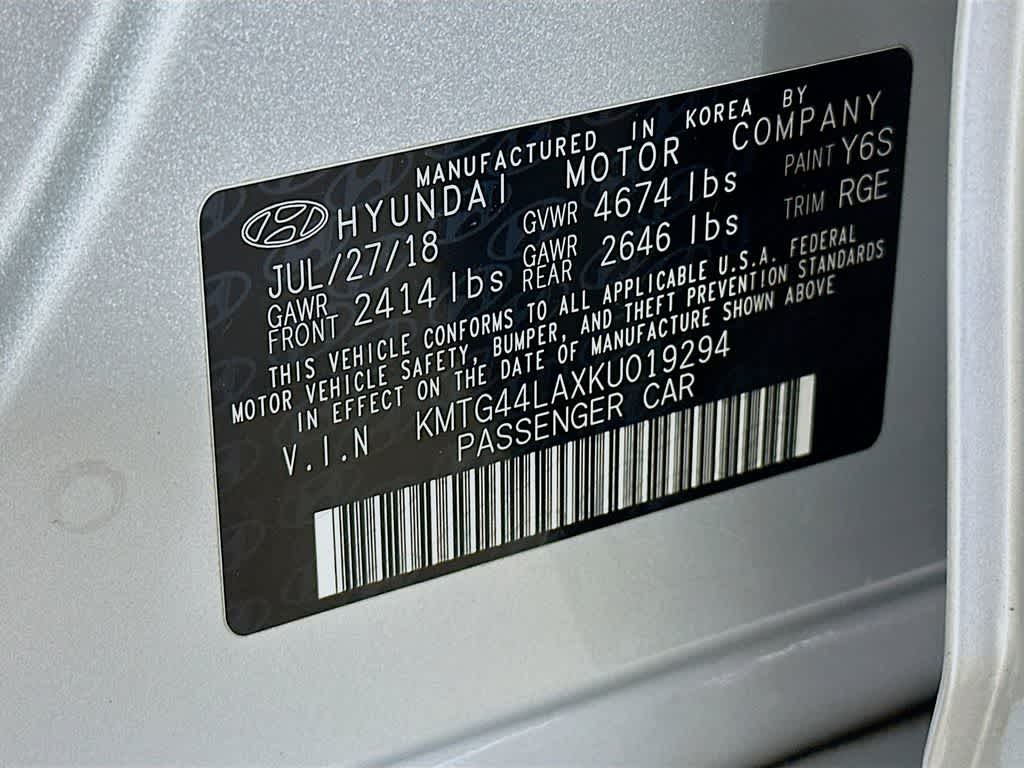 MANUFACTURED IN KOREA BY
HYUNDAI MOTOR COMPANY
JUL/27/18 GVWR 4674 lbs PAINT Y6S
GAWR FRONT 2414 lbs GAWR REAR 2646 lbs TRIM RGE
THIS VEHICLE CONFORMS TO ALL APPLICABLE U.S.A. FEDERAL
MOTOR VEHICLE SAFETY, BUMPER, AND THEFT PREVENTION STANDARDS
IN EFFECT ON THE DATE OF MANUFACTURE SHOWN ABOVE
V.I.N KMTG44LAXKU019294
PASSENGER CAR